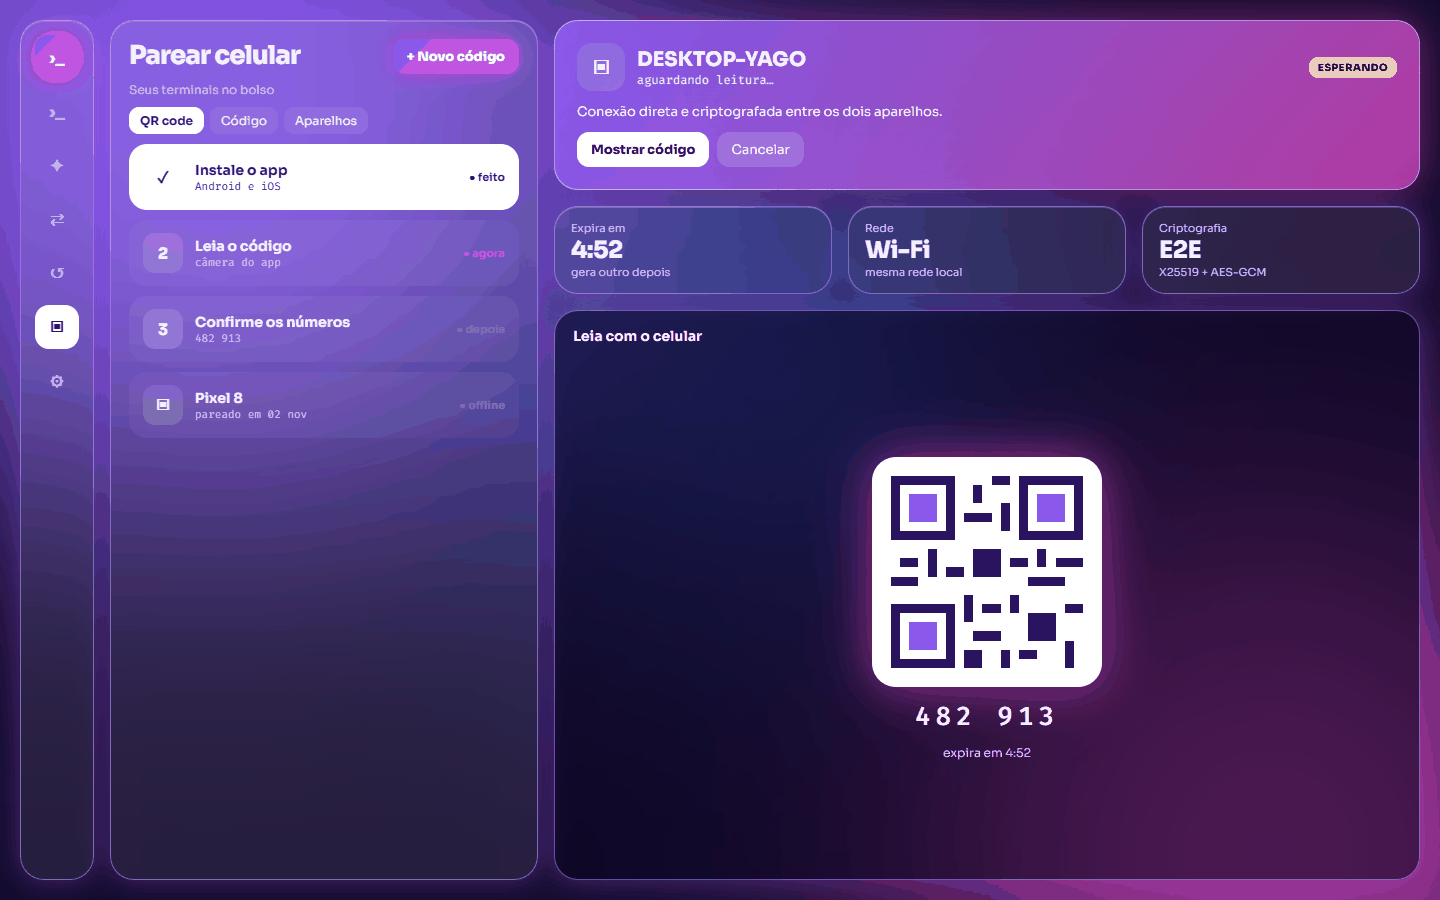 ›_
›_
Parear celular
+ Novo código
Seus terminais no bolso
QR code
Código
Aparelhos
✓
Instale o app
Android e iOS
• feito
2
Leia o código
câmera do app
• agora
3
Confirme os números
482 913
• depois
Pixel 8
pareado em 02 nov
• offline
DESKTOP-YAGO
aguardando leitura…
ESPERANDO
Conexão direta e criptografada entre os dois aparelhos.
Mostrar código
Cancelar
Expira em
4:52
gera outro depois
Rede
Wi-Fi
mesma rede local
Criptografia
E2E
X25519 + AES-GCM
Leia com o celular
482 913
expira em 4:52